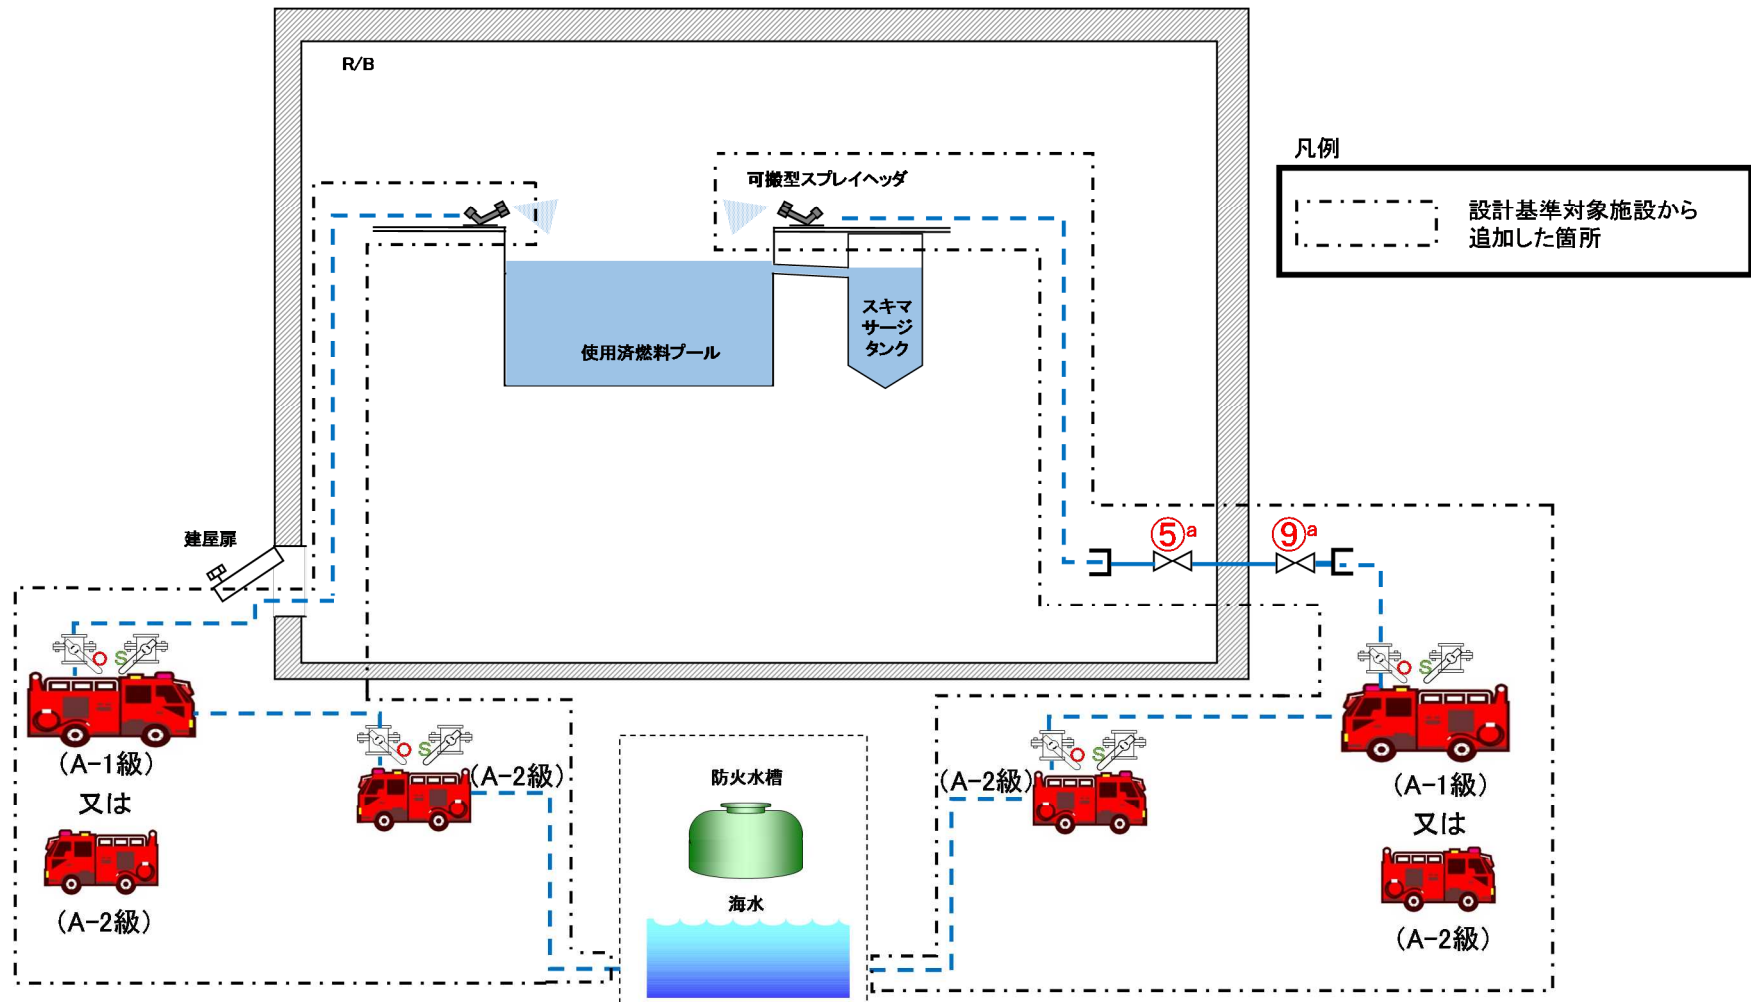 R/B
凡例
設計基準対象施設から
追加した箇所
可搬型スプレイヘッダ
スキマ
サージ
タンク
使用済燃料プール
建屋扉
⑤a
⑨a
O S
O S
(A-1級)
又は
(A-2級)
O S
(A-2級)
防火水槽
海水
O S
(A-2級)
(A-1級)
又は
(A-2級)